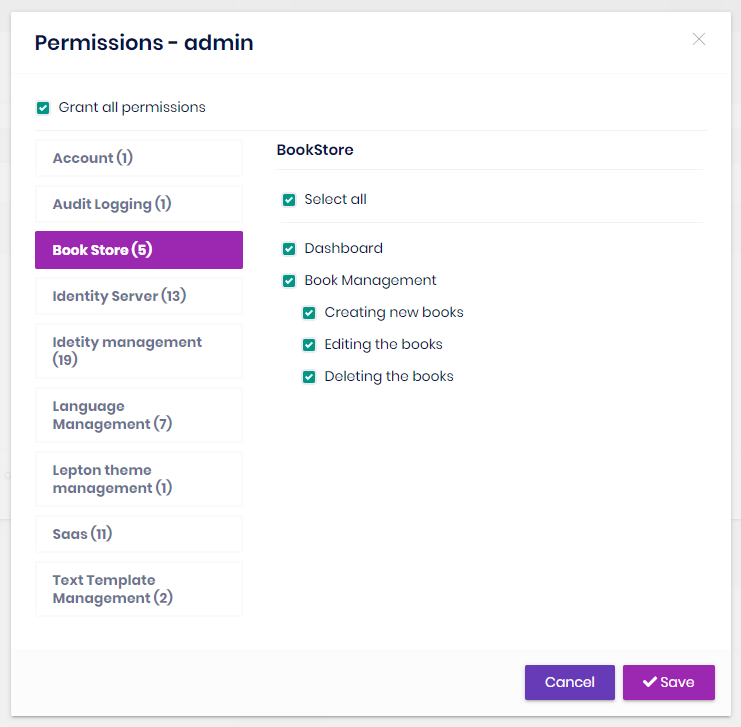 Permissions - admin
Grant all permissions
Account (1)
Audit Logging (1)
Book Store (5)
Identity Server (13)
Idetity management
(19)
Language
Management (7)
Lepton theme
management (1)
Saas (11)
Text Template
Management (2)
BookStore
Select all
Dashboard
Book Management
Creating new books
Editing the books
Deleting the books
Cancel
Save